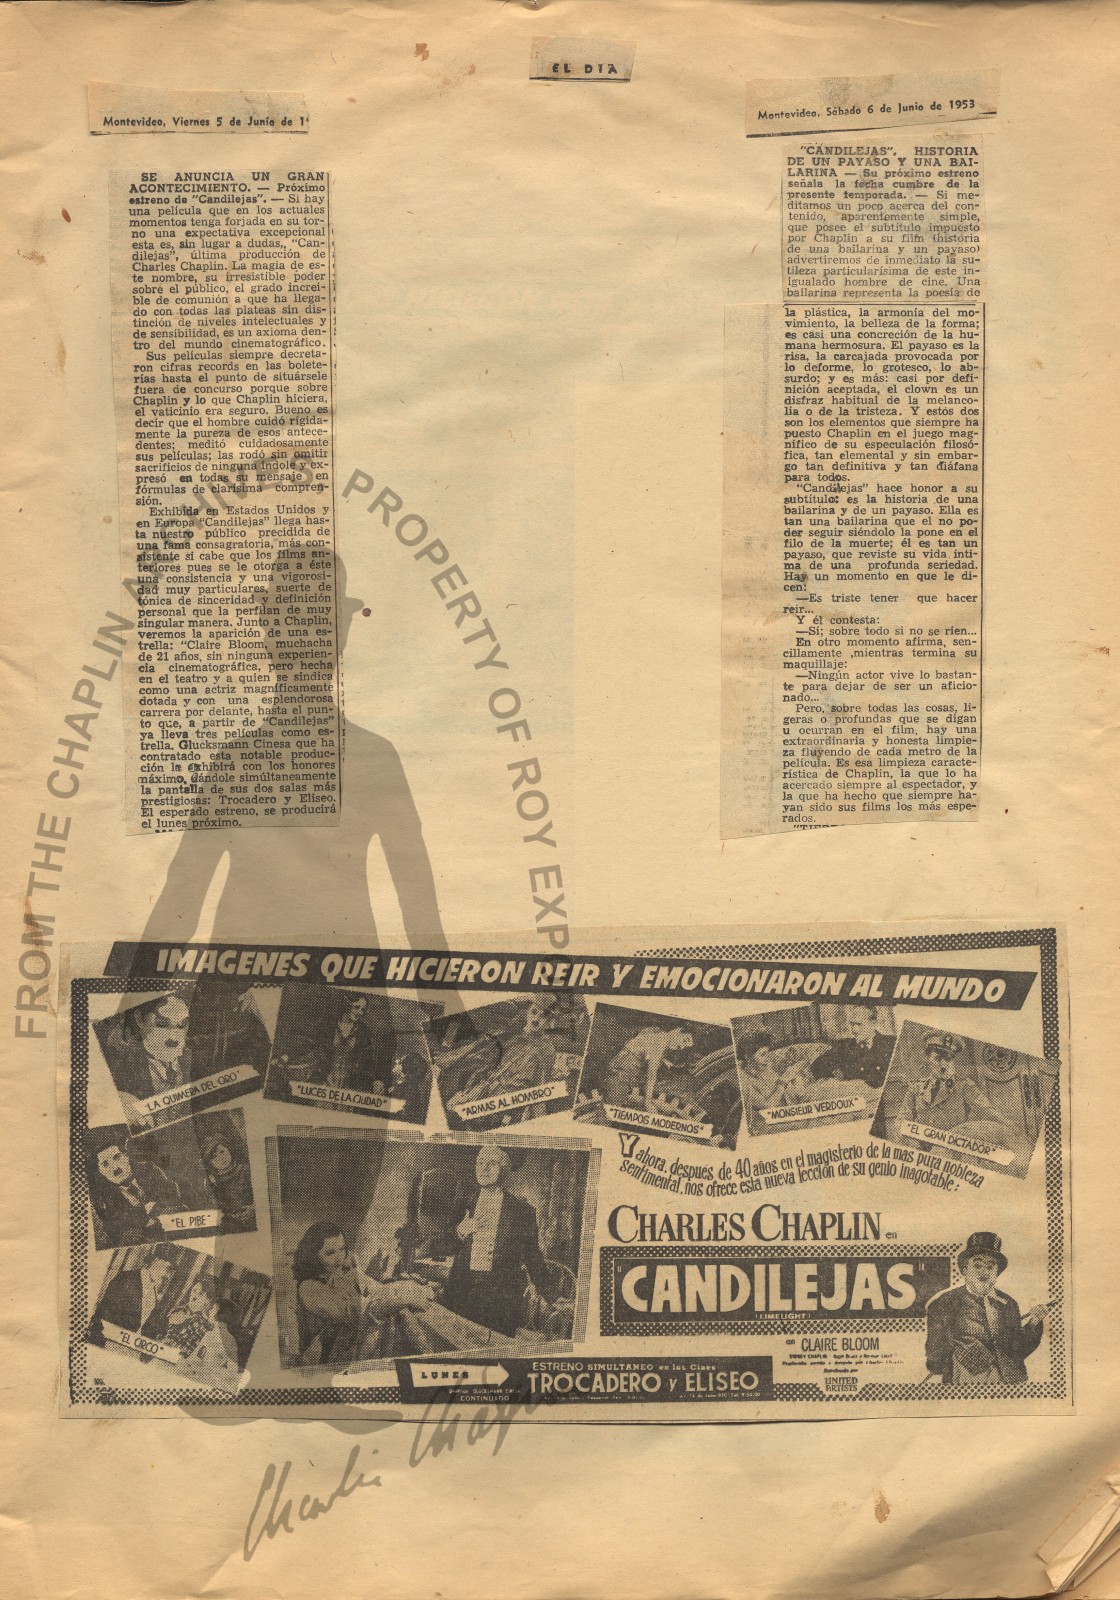 EL DIA
Montevideo, Viernes 5 de Junio de 1
SE ANUNCIA UN GRAN
ACONTECIMIENTO. — Próximo
estreno de "Candilejas". — Si hay
una película que en los actuales
momentos tenga forjada en su tor-
no una expectativa excepcional
esta es, sin lugar a dudas,, "Can-
dilejas", última producción de
Charles Chaplin. La magia de es-
te nombre, su irresistible poder
sobre el público, el grado increí-
ble de comunión a que ha llega-
do con todas las plateas sin dis-
tinción de niveles intelectuales y
de sensibilidad, es un axioma den-
tro del mundo cinematográfico.
Sus películas siempre decreta-
ron cifras records en las bolete-
rías hasta el punto de situársele
fuera de concurso porque sobre
Chaplin y lo que Chaplin hiciera,
el vaticinio era seguro. Bueno es
decir que el hombre cuidó rígida-
mente la pureza de esos antece-
dentes; meditó cuidadosamente
sus películas; las rodó sin omitir
sacrificios de ninguna índole y ex-
presó en todas su mensaje en
fórmulas de clarísima compren-
sión.
Exhibida en Estados Unidos y
en Europa "Candilejas" llega has-
ta nuestro público precidida de
una fama consagratoria, más con-
sistente si cabe que los films an-
teriores pues se le otorga a éste
una consistencia y una vigorosi-
dad muy particulares, suerte de
tónica de sinceridad y definición
personal que la perfilan de muy
singular manera. Junto a Chaplin,
veremos la aparición de una es-
trella: "Claire Bloom, muchacha
de 21 años, sin ninguna experien-
cia cinematográfica, pero hecha
en el teatro y a quien se sindica
como una actriz magníficamente
dotada y con una esplendorosa
carrera por delante, hasta el pun-
to que, a partir de "Candilejas"
ya lleva tres películas como es-
trella. Glucksmann Cinesa que ha
contratado esta notable produc-
ción la exhibirá con los honores
máximo, dándole simúltaneamente
la pantalla de sus dos salas más
prestigiosas: Trocadero y Eliseo.
El esperado estreno, se producirá
el lunes próximo.
Montevideo, Sábado 6 de Junio de 1953
"CANDILEJAS". HISTORIA
DE UN PAYASO Y UNA BAI-
LARINA — Su próximo estreno
señala la fecha cumbre de la
presente temporada. — Si me-
ditamos un poco acerca del con-
tenido, aparentemente simple,
que posee el subtítulo impuesto
por Chaplin a su film (historia
de una bailarina y un payaso)
advertiremos de inmediato la su-
tileza particularísima de este in-
igualado hombre de cine. Una
bailarina representa la poesía de
la plástica, la armonía del mo-
vimiento, la belleza de la forma;
es casi una concreción de la hu-
mana hermosura. El payaso es la
risa, la carcajada provocada por
lo deforme, lo grotesco, lo ab-
surdo; y es más: casi por defi-
nición aceptada, el clown es un
disfraz habitual de la melanco-
lía o de la tristeza. Y estos dos
son los elementos que siempre ha
puesto Chaplin en el juego mag-
nífico de su especulación filosó-
fica, tan elemental y sin embar-
go tan definitiva y tan diáfana
para todos.
"Candilejas" hace honor a su
subtítulo: es la historia de una
bailarina y de un payaso. Ella es
tan una bailarina que el no po-
der seguir siéndolo la pone en el
filo de la muerte; él es tan un
payaso, que reviste su vida ínti-
ma de una profunda seriedad.
Hay un momento en que le di-
cen:
—Es triste tener que hacer
reir...
Y él contesta:
—Sí; sobre todo si no se ríen...
En otro momento afirma, sen-
cillamente ,mientras termina su
maquillaje:
—Ningún actor vive lo bastan-
te para dejar de ser un aficio-
nado...
Pero, sobre todas las cosas, li-
geras o profundas que se digan
u ocurran en el film, hay una
extraordinaria y honesta limpie-
za fluyendo de cada metro de la
película. Es esa limpieza carac-
terística de Chaplin, la que lo ha
acercado siempre al espectador, y
la que ha hecho que siempre ha-
yan sido sus films los más espe-
rados.
FROM THE CHAPLIN ARCHIVES, PROPERTY OF ROY EXPORT
IMAGENES QUE HICIERON REIR Y EMOCIONARON AL MUNDO
"LA QUIMERA DEL ORO"
"LUCES DE LA CIUDAD"
"ARMAS AL HOMBRO"
"TIEMPOS MODERNOS"
"MONSIEUR VERDOUX"
"EL GRAN DICTADOR"
"EL PIBE"
"EL ORCO"
Y ahora, después de 40 años en el magisterio de la mas pura nobleza
sentimental, nos ofrece esta nueva lección de su genio inagotable:
CHARLES CHAPLIN en
"CANDILEJAS"
(LIMELIGHT)
con CLAIRE BLOOM
UNITED
ARTISTS
LUNES
CONTINUADO
ESTRENO SIMULTANEO en los Cines
TROCADERO y ELISEO
Charlie Chaplin